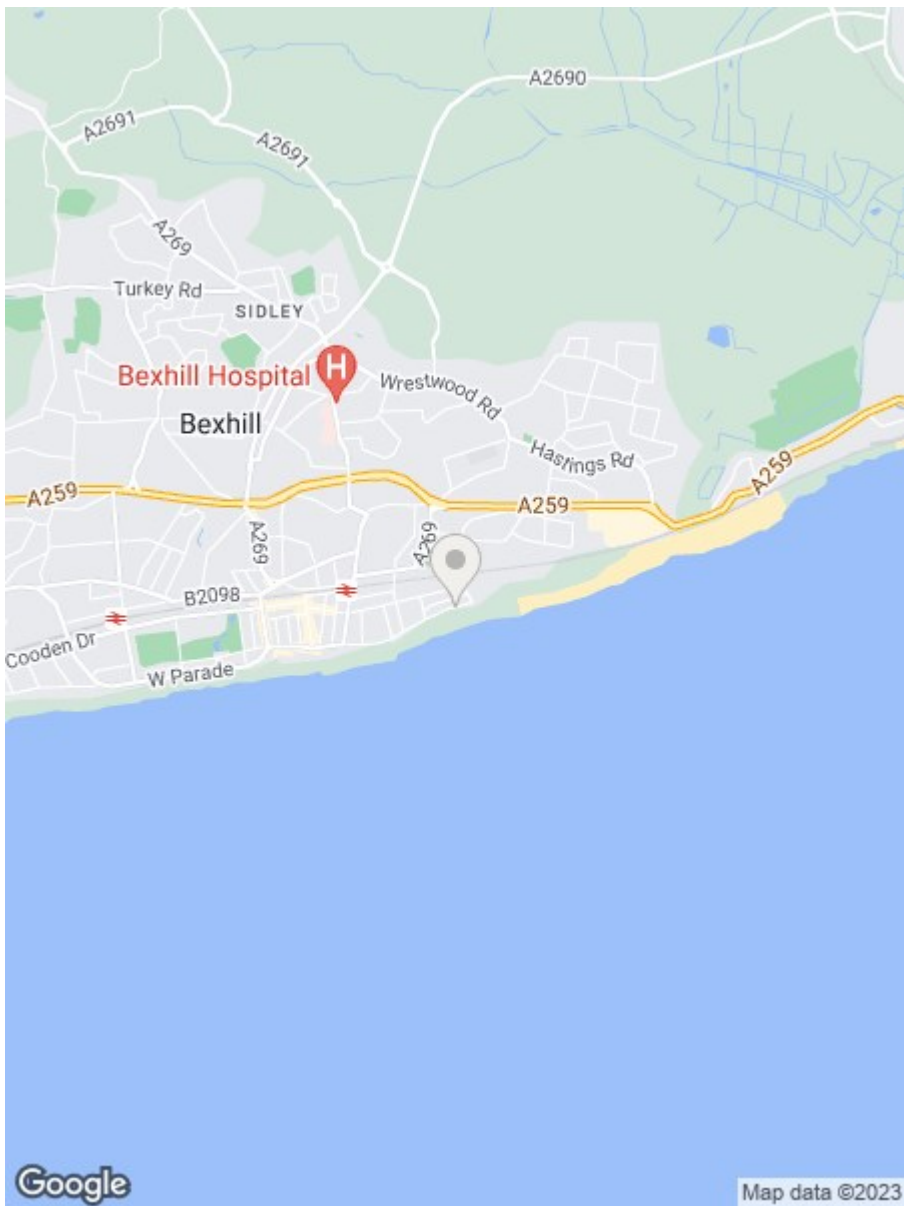 A2690
A2691
A2691
A269
Turkey Rd
SIDLEY
Bexhill Hospital
H
Wrestwood Rd
Bexhill
Hastings Rd
A259
A259
A259
A269
A269
B2098
Cooden Dr
W Parade
Google
Map data ©2023